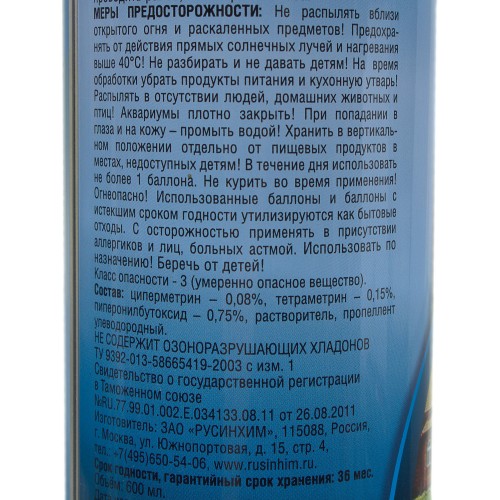 МЕРЫ ПРЕДОСТОРОЖНОСТИ: Не распылять вблизи
открытого огня и раскаленных предметов! Предохра-
нять от действия прямых солнечных лучей и нагревания
выше 40°С! Не разбирать и не давать детям! На время
обработки убрать продукты питания и кухонную утварь!
Распылять в отсутствии людей, домашних животных и
птиц! Аквариумы плотно закрыть! При попадании в
глаза и на кожу – промыть водой! Хранить в вертикаль-
ном положении отдельно от пищевых продуктов в
местах, недоступных детям! В течение дня использовать
не более 1 баллона. Не курить во время применения!
Огнеопасно! Использованные баллоны и баллоны с
истекшим сроком годности утилизируются как бытовые
отходы. С осторожностью применять в присутствии
аллергиков и лиц, больных астмой. Использовать по
назначению! Беречь от детей!
Класс опасности - 3 (умеренно опасное вещество).
Состав: циперметрин – 0,08%, тетраметрин – 0,15%,
пиперонилбутоксид – 0,75%, растворитель, пропеллент
углеводородный.
НЕ СОДЕРЖИТ ОЗОНОРАЗРУШАЮЩИХ ХЛАДОНОВ
ТУ 9392-013-58665419-2003 с изм. 1
Свидетельство о государственной регистрации
в Таможенном союзе
№RU.77.99.01.002.Е.034133.08.11 от 26.08.2011
Изготовитель: ЗАО «РУСИНХИМ», 115088, Россия,
г. Москва, ул. Южнопортовая, д. 15, стр. 4,
тел. +7(495)650-54-06, www.rusinhim.ru
Срок годности, гарантийный срок хранения: 36 мес.
Объём: 600 мл.